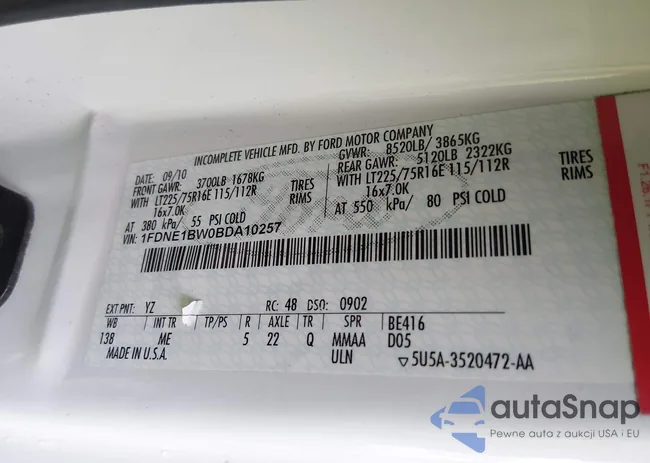 INCOMPLETE VEHICLE MFD. BY FORD MOTOR COMPANY
DATE: 09/10 GVWR: 8520LB/ 3865KG
FRONT GAWR: 3700LB 1678KG REAR GAWR: 5120LB 2322KG
WITH LT225/75R16E 115/112R TIRES WITH LT225/75R16E 115/112R TIRES
16x7.0K RIMS 16x7.0K RIMS
AT 380 kPa/ 55 PSI COLD AT 550 kPa/ 80 PSI COLD
VIN: 1FDNE1BW0BDA10257
EXT PNT: YZ RC: 48 DSO: 0902
WB INT TR TP/PS R AXLE TR SPR BE416
138 ME 5 22 Q MMAA D05
MADE IN U.S.A. ULN ▽5U5A-3520472-AA
autaSnap
Pewne auta z aukcji USA i EU